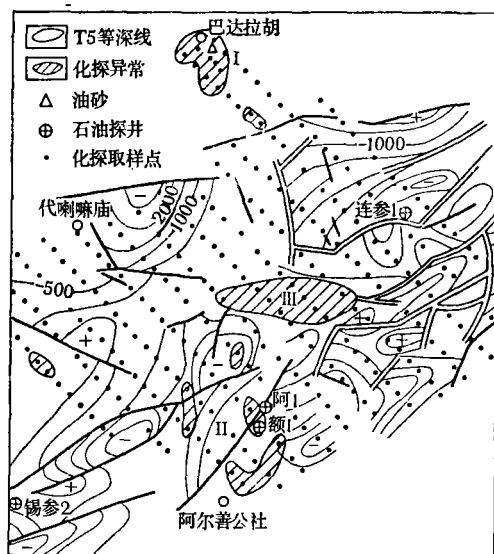 T5等深线
化探异常
油砂
石油探井
化探取样点
巴达拉胡
I
-1000
连参1
代喇嘛庙
-2000
-1000
-500
III
II
阿1
额1
锡参2
阿尔善公社